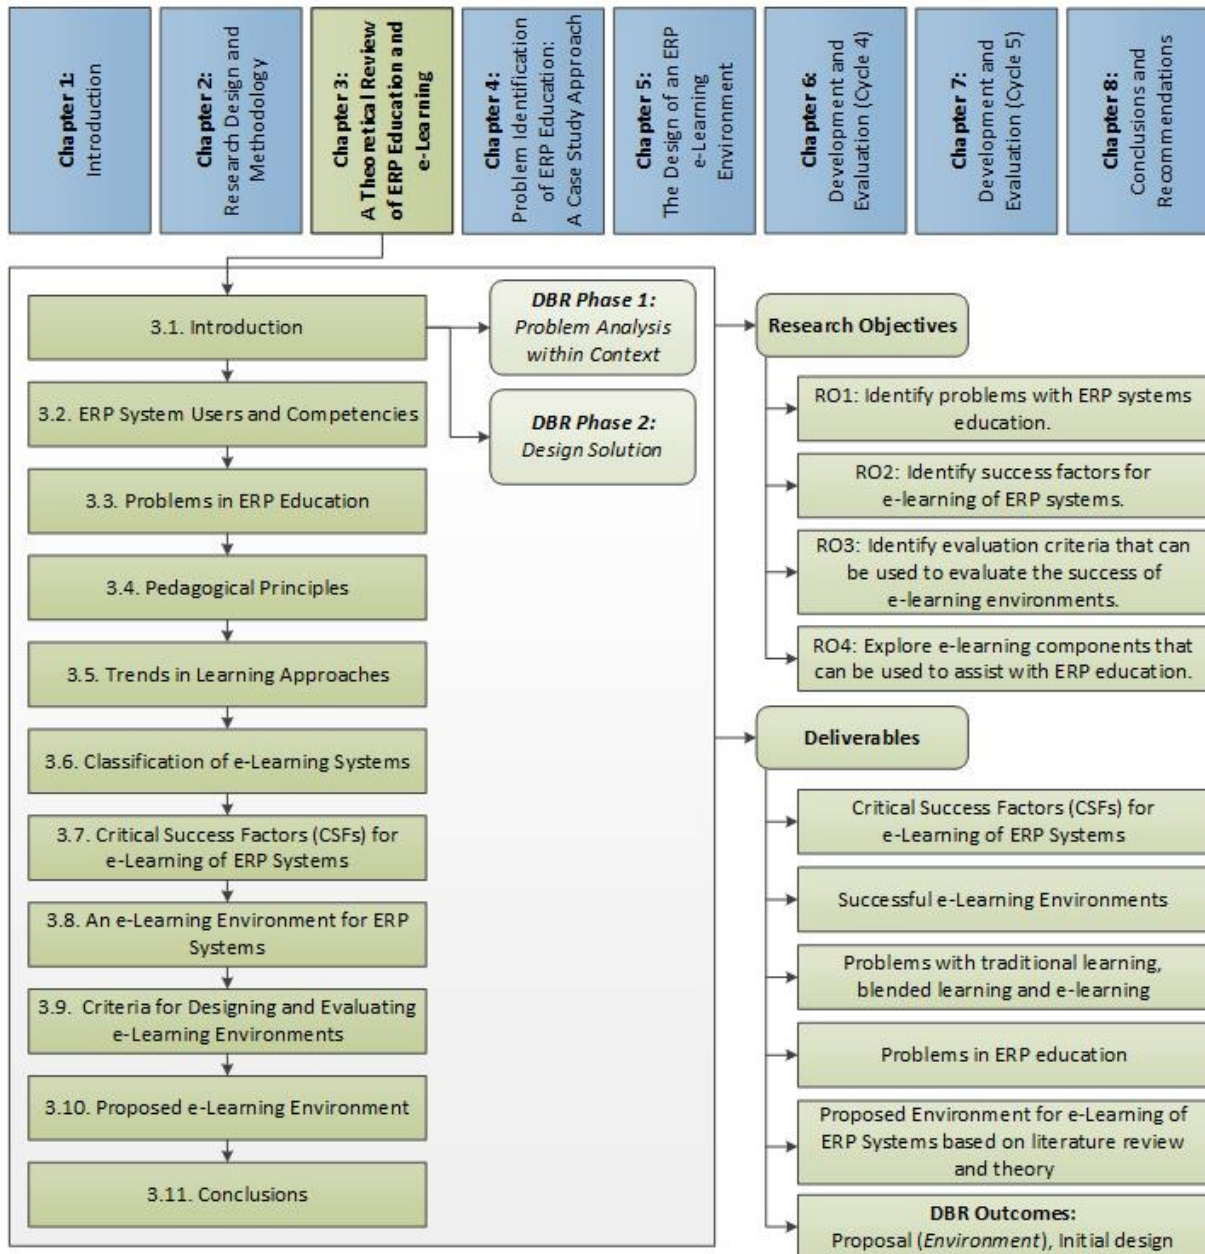 Chapter 1:
Introduction
Chapter 2:
Research Design and
Methodology
Chapter 3:
A Theoretical Review
of ERP Education and
e-Learning
Chapter 4:
Problem Identification
of ERP Education:
A Case Study Approach
Chapter 5:
The Design of an ERP
e-Learning
Environment
Chapter 6:
Development and
Evaluation (Cycle 4)
Chapter 7:
Development and
Evaluation (Cycle 5)
Chapter 8:
Conclusions and
Recommendations
3.1. Introduction
3.2. ERP System Users and Competencies
3.3. Problems in ERP Education
3.4. Pedagogical Principles
3.5. Trends in Learning Approaches
3.6. Classification of e-Learning Systems
3.7. Critical Success Factors (CSFs) for
e-Learning of ERP Systems
3.8. An e-Learning Environment for ERP
Systems
3.9. Criteria for Designing and Evaluating
e-Learning Environments
3.10. Proposed e-Learning Environment
3.11. Conclusions
DBR Phase 1:
Problem Analysis
within Context
DBR Phase 2:
Design Solution
Research Objectives
RO1: Identify problems with ERP systems
education.
RO2: Identify success factors for
e-learning of ERP systems.
RO3: Identify evaluation criteria that can
be used to evaluate the success of
e-learning environments.
RO4: Explore e-learning components that
can be used to assist with ERP education.
Deliverables
Critical Success Factors (CSFs) for
e-Learning of ERP Systems
Successful e-Learning Environments
Problems with traditional learning,
blended learning and e-learning
Problems in ERP education
Proposed Environment for e-Learning of
ERP Systems based on literature review
and theory
DBR Outcomes:
Proposal (Environment), Initial design